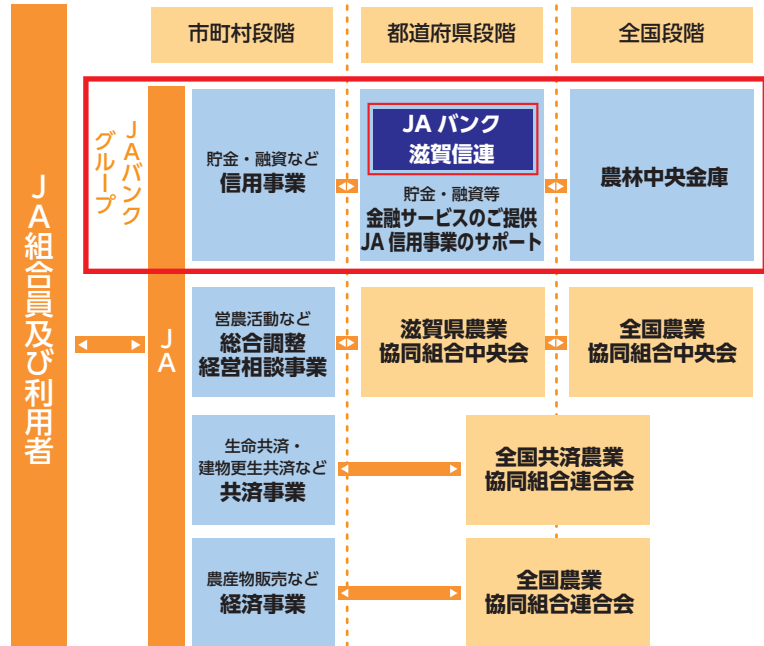 市町村段階
都道府県段階
全国段階
JA組合員及び利用者
JAバンク
グループ
JA
貯金・融資など
信用事業
JA バンク
滋賀信連
貯金・融資等
金融サービスのご提供
JA 信用事業のサポート
農林中央金庫
営農活動など
総合調整
経営相談事業
滋賀県農業
協同組合中央会
全国農業
協同組合中央会
生命共済・
建物更生共済など
共済事業
全国共済農業
協同組合連合会
農産物販売など
経済事業
全国農業
協同組合連合会